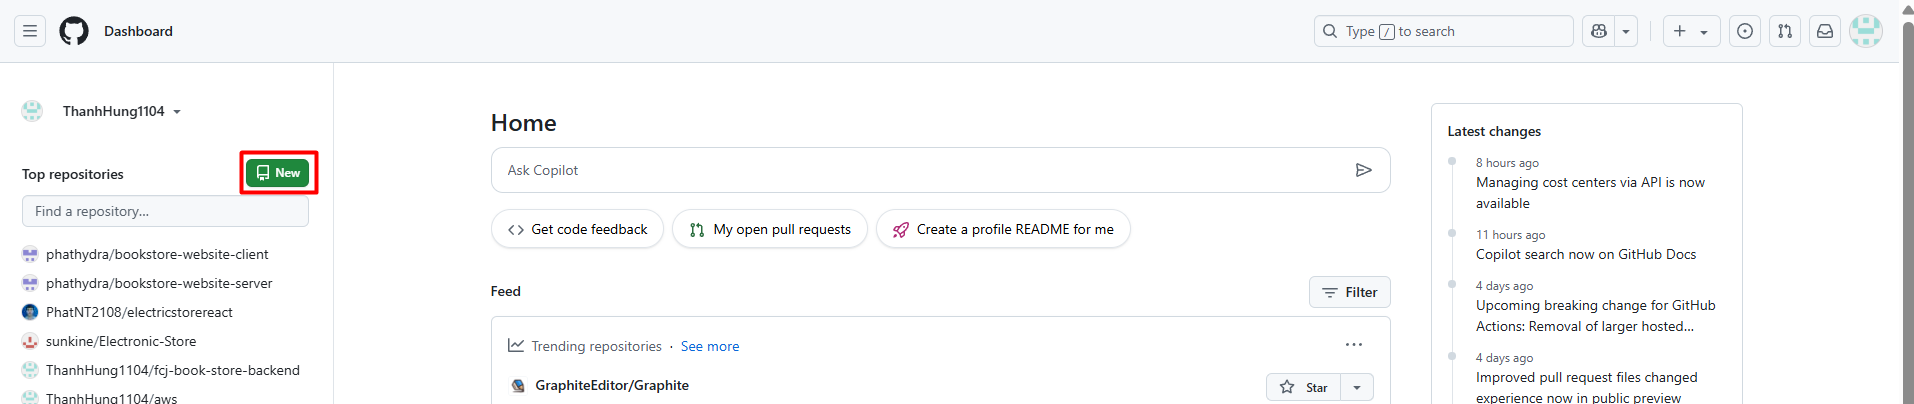 Dashboard
Type / to search
ThanhHung1104
Top repositories
New
Find a repository...
phathydra/bookstore-website-client
phathydra/bookstore-website-server
PhatNT2108/electricstorereact
sunkine/Electronic-Store
ThanhHung1104/fcj-book-store-backend
ThanhHung1104/aws
Home
Ask Copilot
Get code feedback
My open pull requests
Create a profile README for me
Feed
Filter
Trending repositories · See more
GraphiteEditor/Graphite
Star
Latest changes
8 hours ago
Managing cost centers via API is now
available
11 hours ago
Copilot search now on GitHub Docs
4 days ago
Upcoming breaking change for GitHub
Actions: Removal of larger hosted...
4 days ago
Improved pull request files changed
experience now in public preview